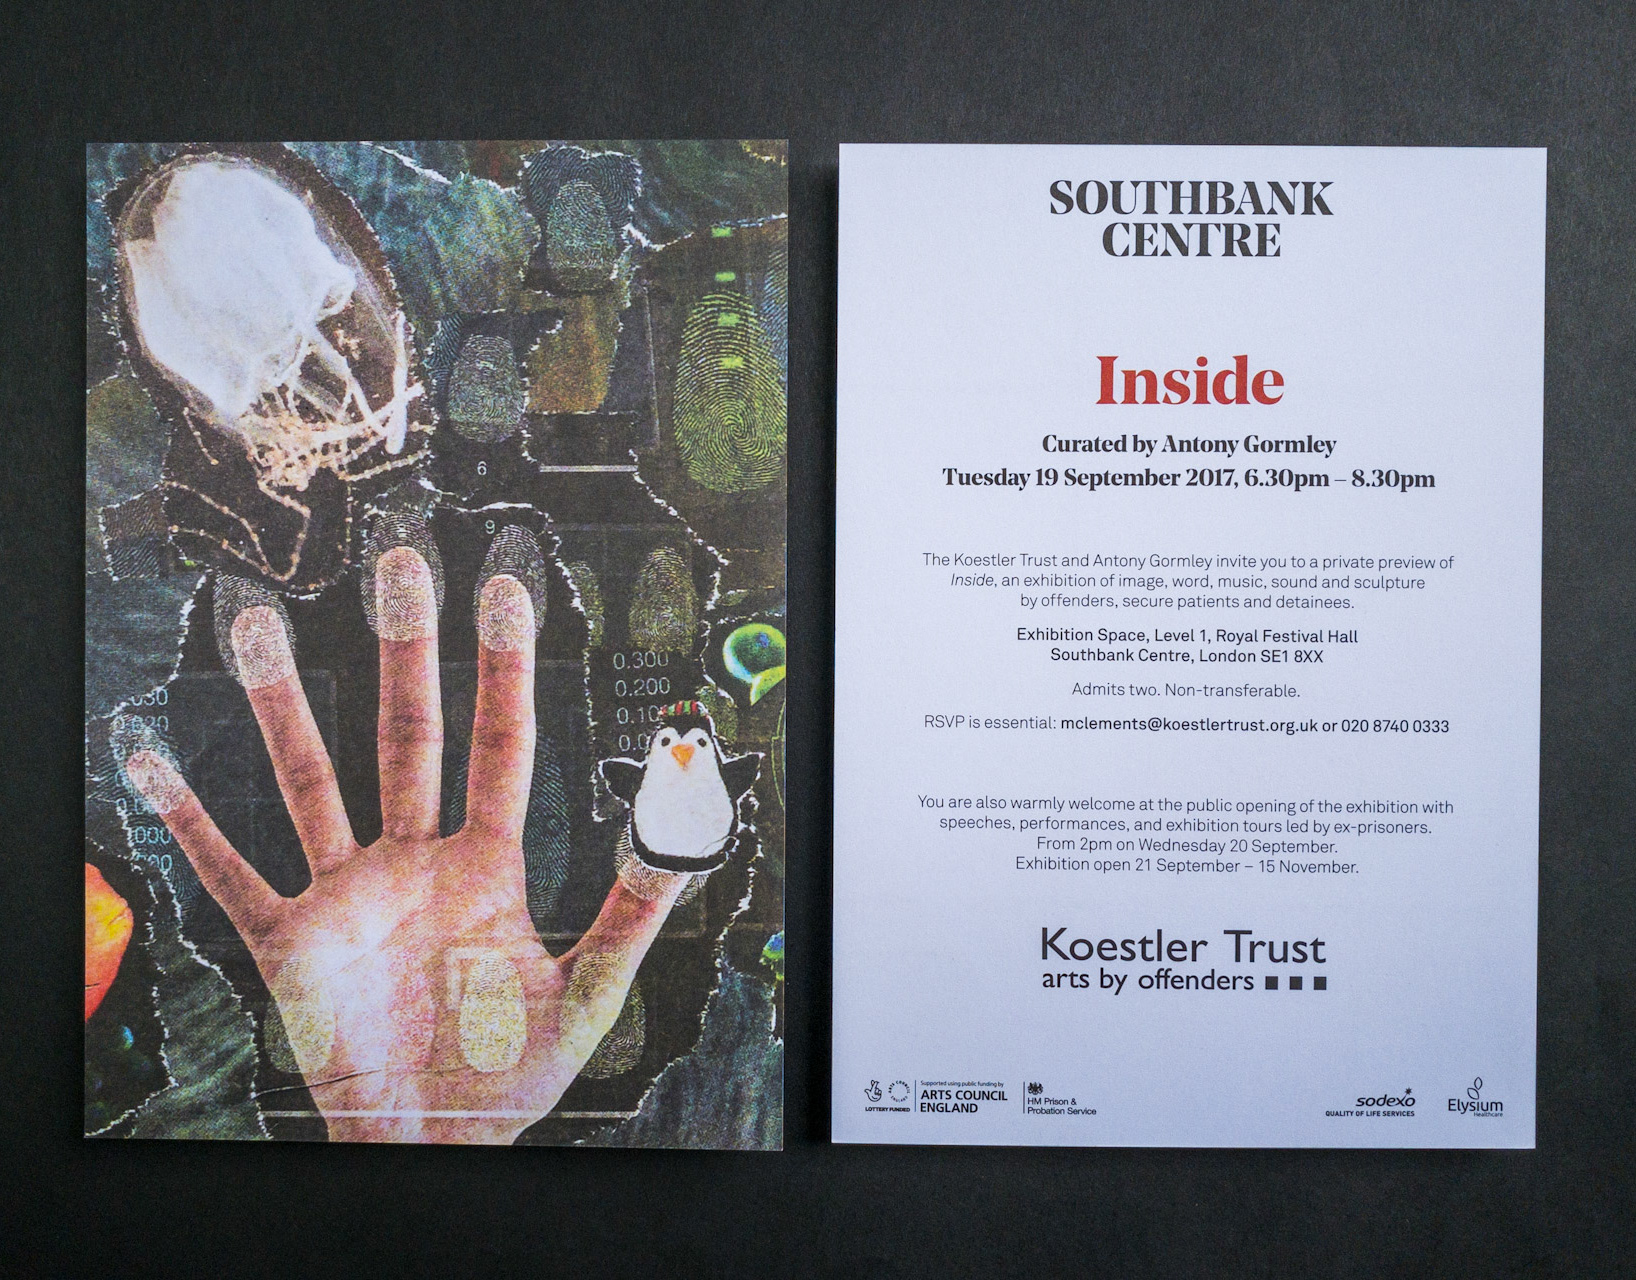 6
9
0.300
0.200
0.10
0.0
000
SOUTHBANK
CENTRE
Inside
Curated by Antony Gormley
Tuesday 19 September 2017, 6.30pm – 8.30pm
The Koestler Trust and Antony Gormley invite you to a private preview of
Inside, an exhibition of image, word, music, sound and sculpture
by offenders, secure patients and detainees.
Exhibition Space, Level 1, Royal Festival Hall
Southbank Centre, London SE1 8XX
Admits two. Non-transferable.
RSVP is essential: mclements@koestlertrust.org.uk or 020 8740 0333
You are also warmly welcome at the public opening of the exhibition with
speeches, performances, and exhibition tours led by ex-prisoners.
From 2pm on Wednesday 20 September.
Exhibition open 21 September – 15 November.
Koestler Trust
arts by offenders
LOTTERY FUNDED
Supported using public funding by
ARTS COUNCIL
ENGLAND
HM Prison &
Probation Service
sodexo
QUALITY OF LIFE SERVICES
Elysium
Healthcare